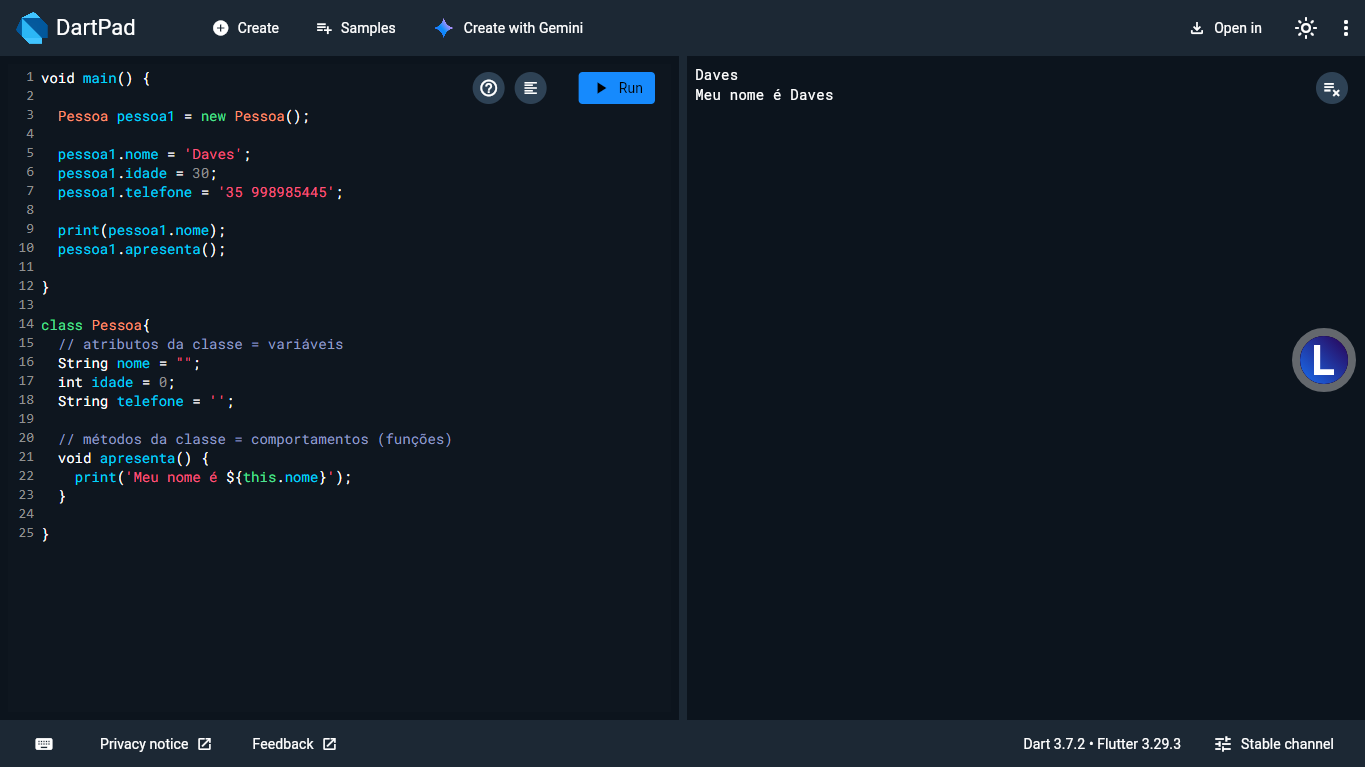 DartPad
Create
Samples
Create with Gemini
Open in
1 void main() {
2
3   Pessoa pessoa1 = new Pessoa();
4
5   pessoa1.nome = 'Daves';
6   pessoa1.idade = 30;
7   pessoa1.telefone = '35 998985445';
8
9   print(pessoa1.nome);
10   pessoa1.apresenta();
11
12 }
13
14 class Pessoa{
15   // atributos da classe = variáveis
16   String nome = "";
17   int idade = 0;
18   String telefone = '';
19
20   // métodos da classe = comportamentos (funções)
21   void apresenta() {
22     print('Meu nome é ${this.nome}');
23   }
24
25 }
Run
Daves
Meu nome é Daves
L
Privacy notice
Feedback
Dart 3.7.2 • Flutter 3.29.3
Stable channel